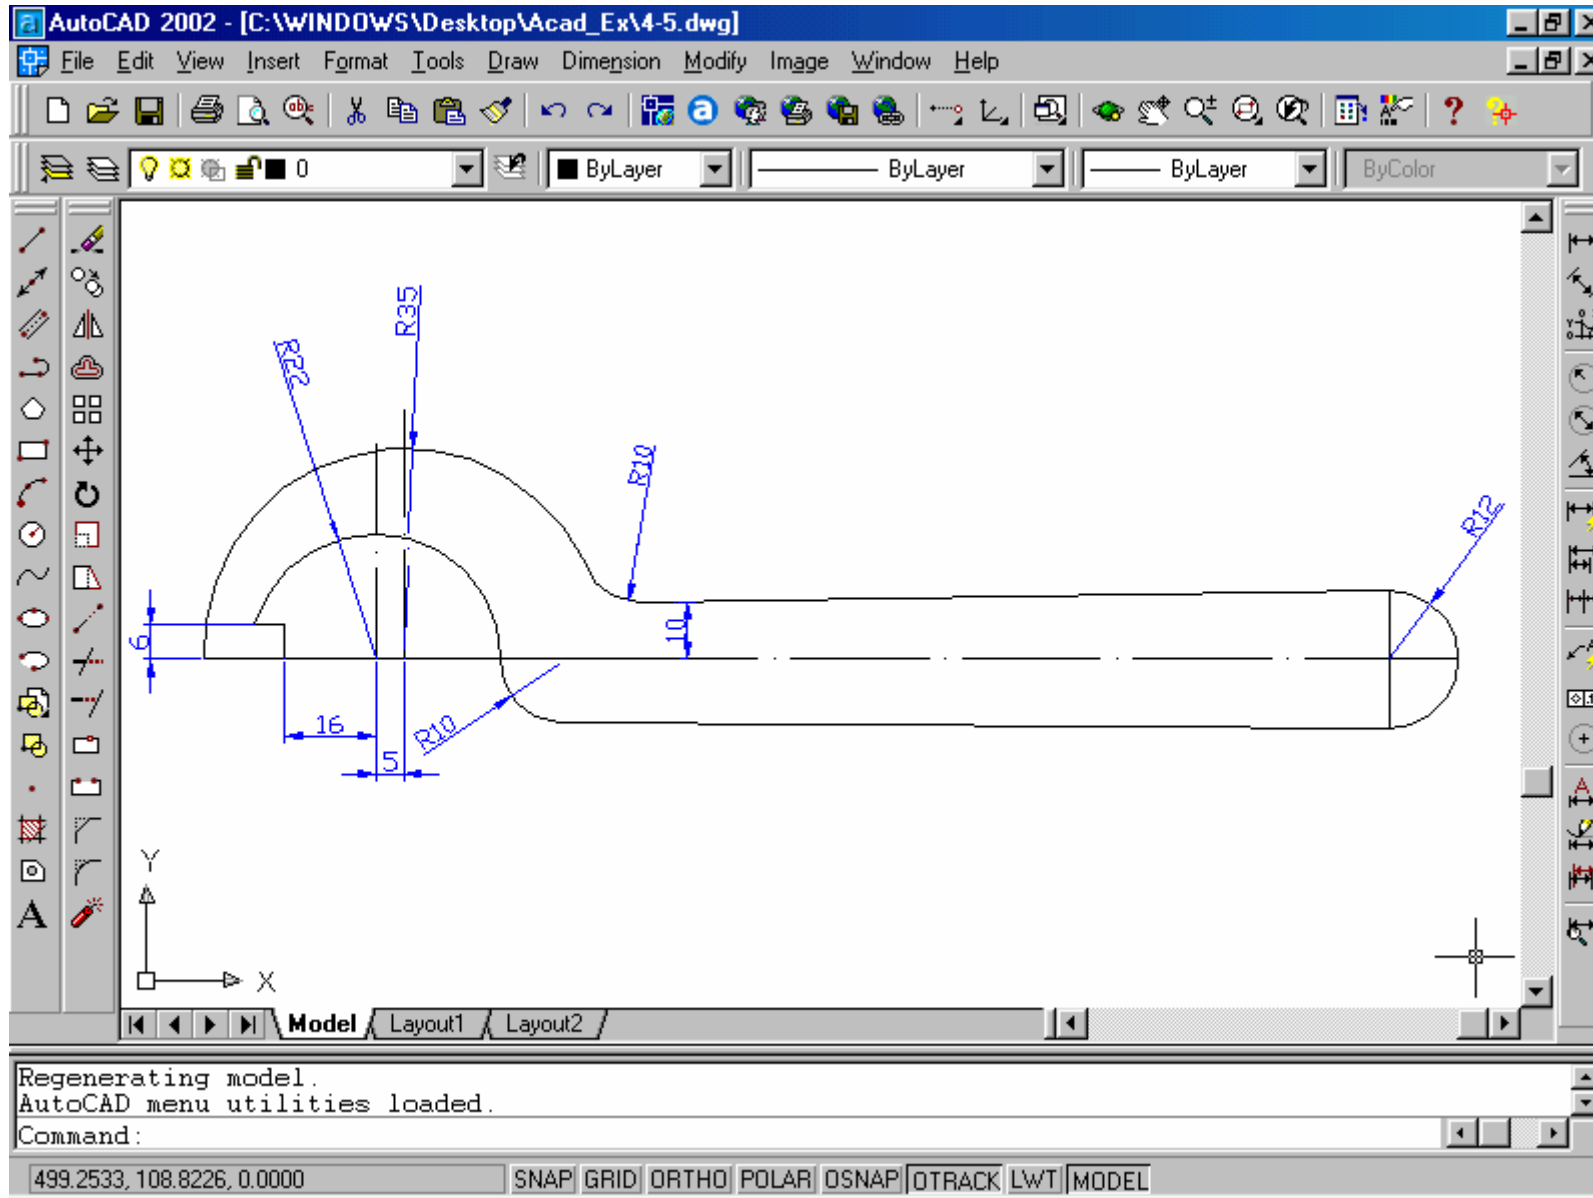 AutoCAD 2002 - [C:\WINDOWS\Desktop\Acad_Ex\4-5.dwg]
File Edit View Insert Format Tools Draw Dimension Modify Image Window Help
0 ByLayer ByLayer ByLayer ByColor
R35
R22
R10
R12
10
6
16
R10
5
Y
X
Model Layout1 Layout2
Regenerating model.
AutoCAD menu utilities loaded.
Command:
499.2533, 108.8226, 0.0000 SNAP GRID ORTHO POLAR OSNAP OTRACK LWT MODEL